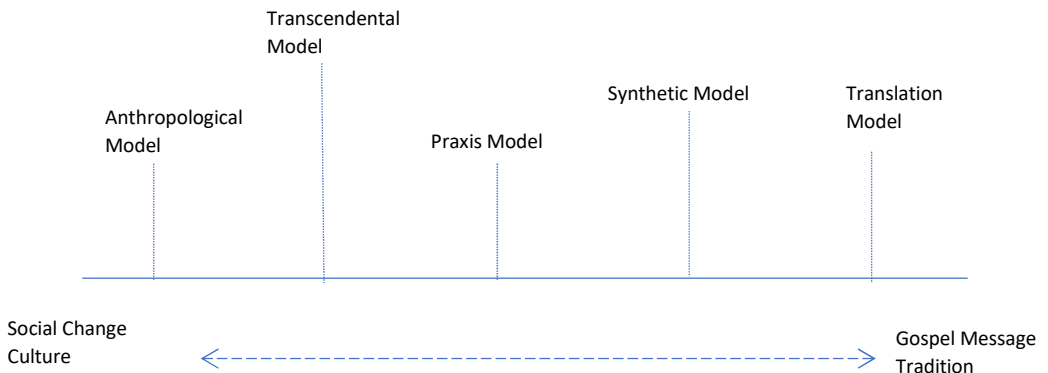 Transcendental
Model
Anthropological
Model
Praxis Model
Synthetic Model
Translation
Model
Social Change
Culture
Gospel Message
Tradition